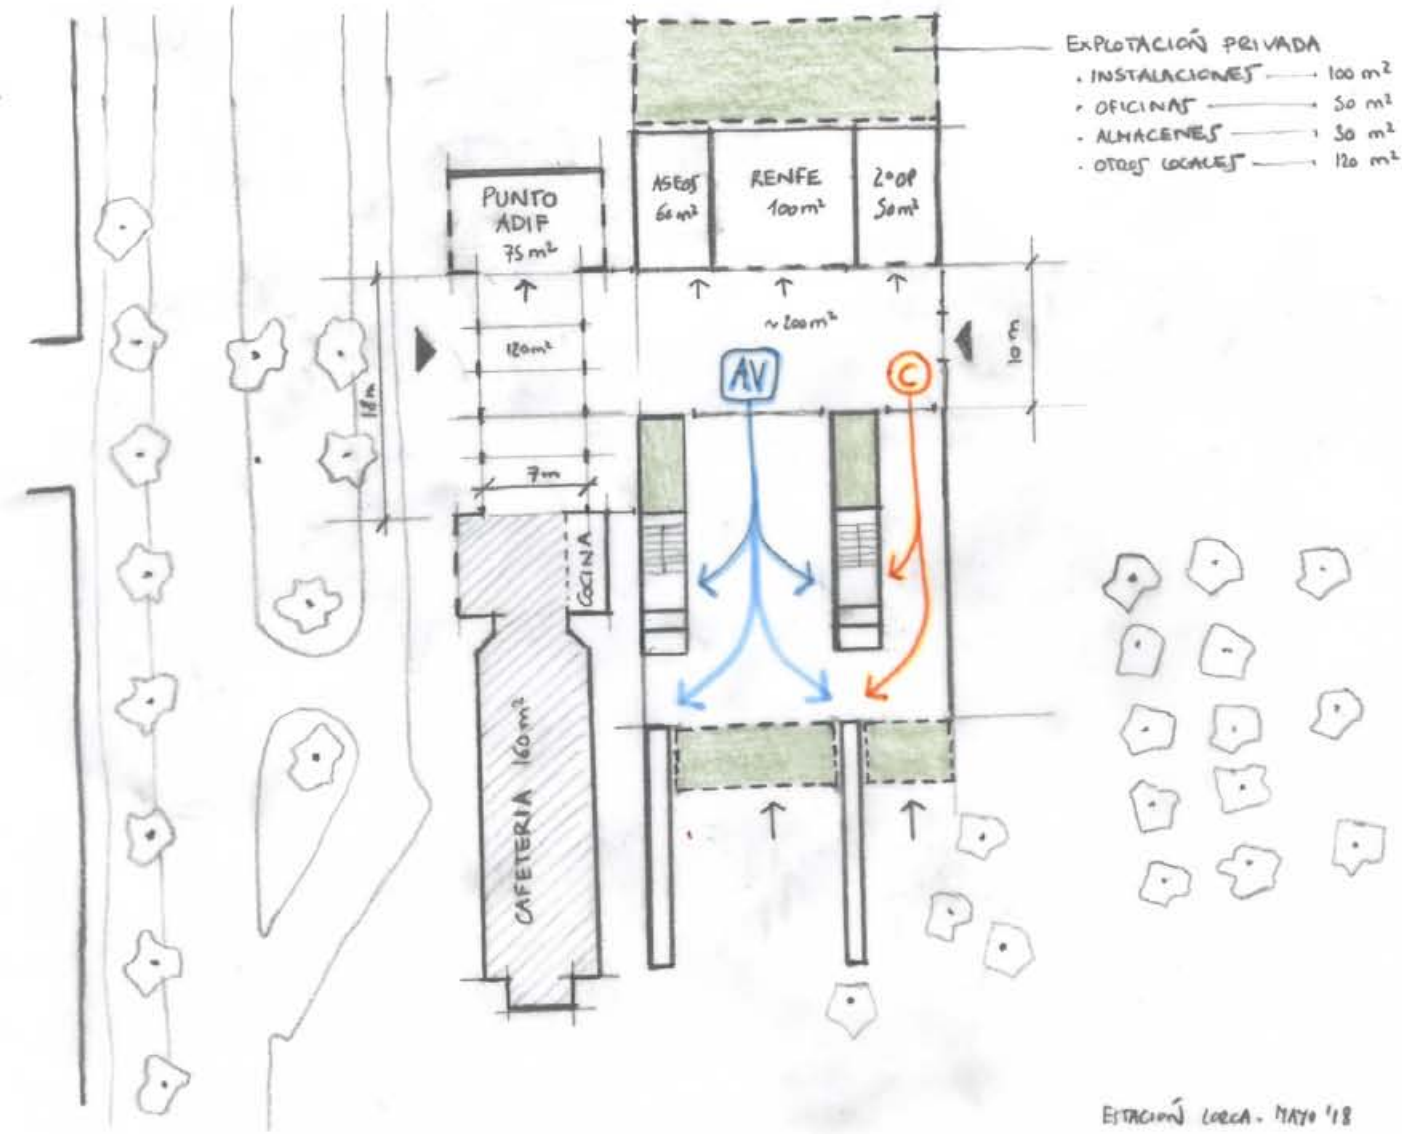 EXPLOTACIÓN PRIVADA
· INSTALACIONES 100 m²
· OFICINAS 50 m²
· ALMACENES 50 m²
· OTROS LOCALES 120 m²
PUNTO
ADIF
75 m²
ASEOS
60 m²
RENFE
100 m²
2º OP
50 m²
~200 m²
120 m²
10 m
18 m
AV
C
7 m
COCINA
CAFETERIA 160 m²
ESTACIÓN LORCA. MAYO '18